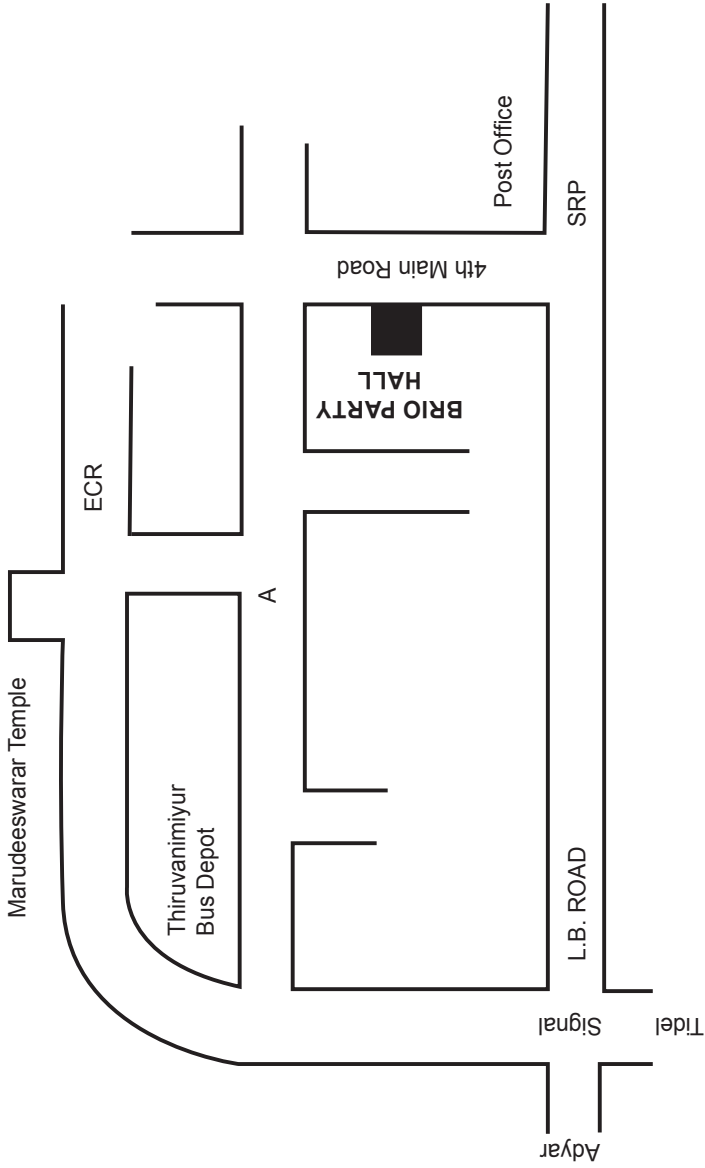 Marudeeswarar Temple
ECR
Thiruvanimiyur
Bus Depot
A
4th Main Road
BRIO PARTY
HALL
Post Office
SRP
L.B. ROAD
Signal
Tidel
Adyar